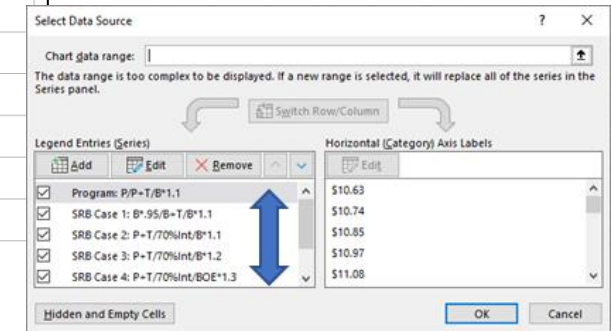 Select Data Source ? ×
Chart data range:
The data range is too complex to be displayed. If a new range is selected, it will replace all of the series in the
Series panel.
Switch Row/Column
Legend Entries (Series)
Horizontal (Category) Axis Labels
Add Edit Remove
Edit
Program: P/P+T/B*1.1
SRB Case 1: B*.95/B+T/B*1.1
SRB Case 2: P+T/70%Int/B*1.1
SRB Case 3: P+T/70%Int/B*1.2
SRB Case 4: P+T/70%Int/BOE*1.3
$10.63
$10.74
$10.85
$10.97
$11.08
Hidden and Empty Cells
OK Cancel